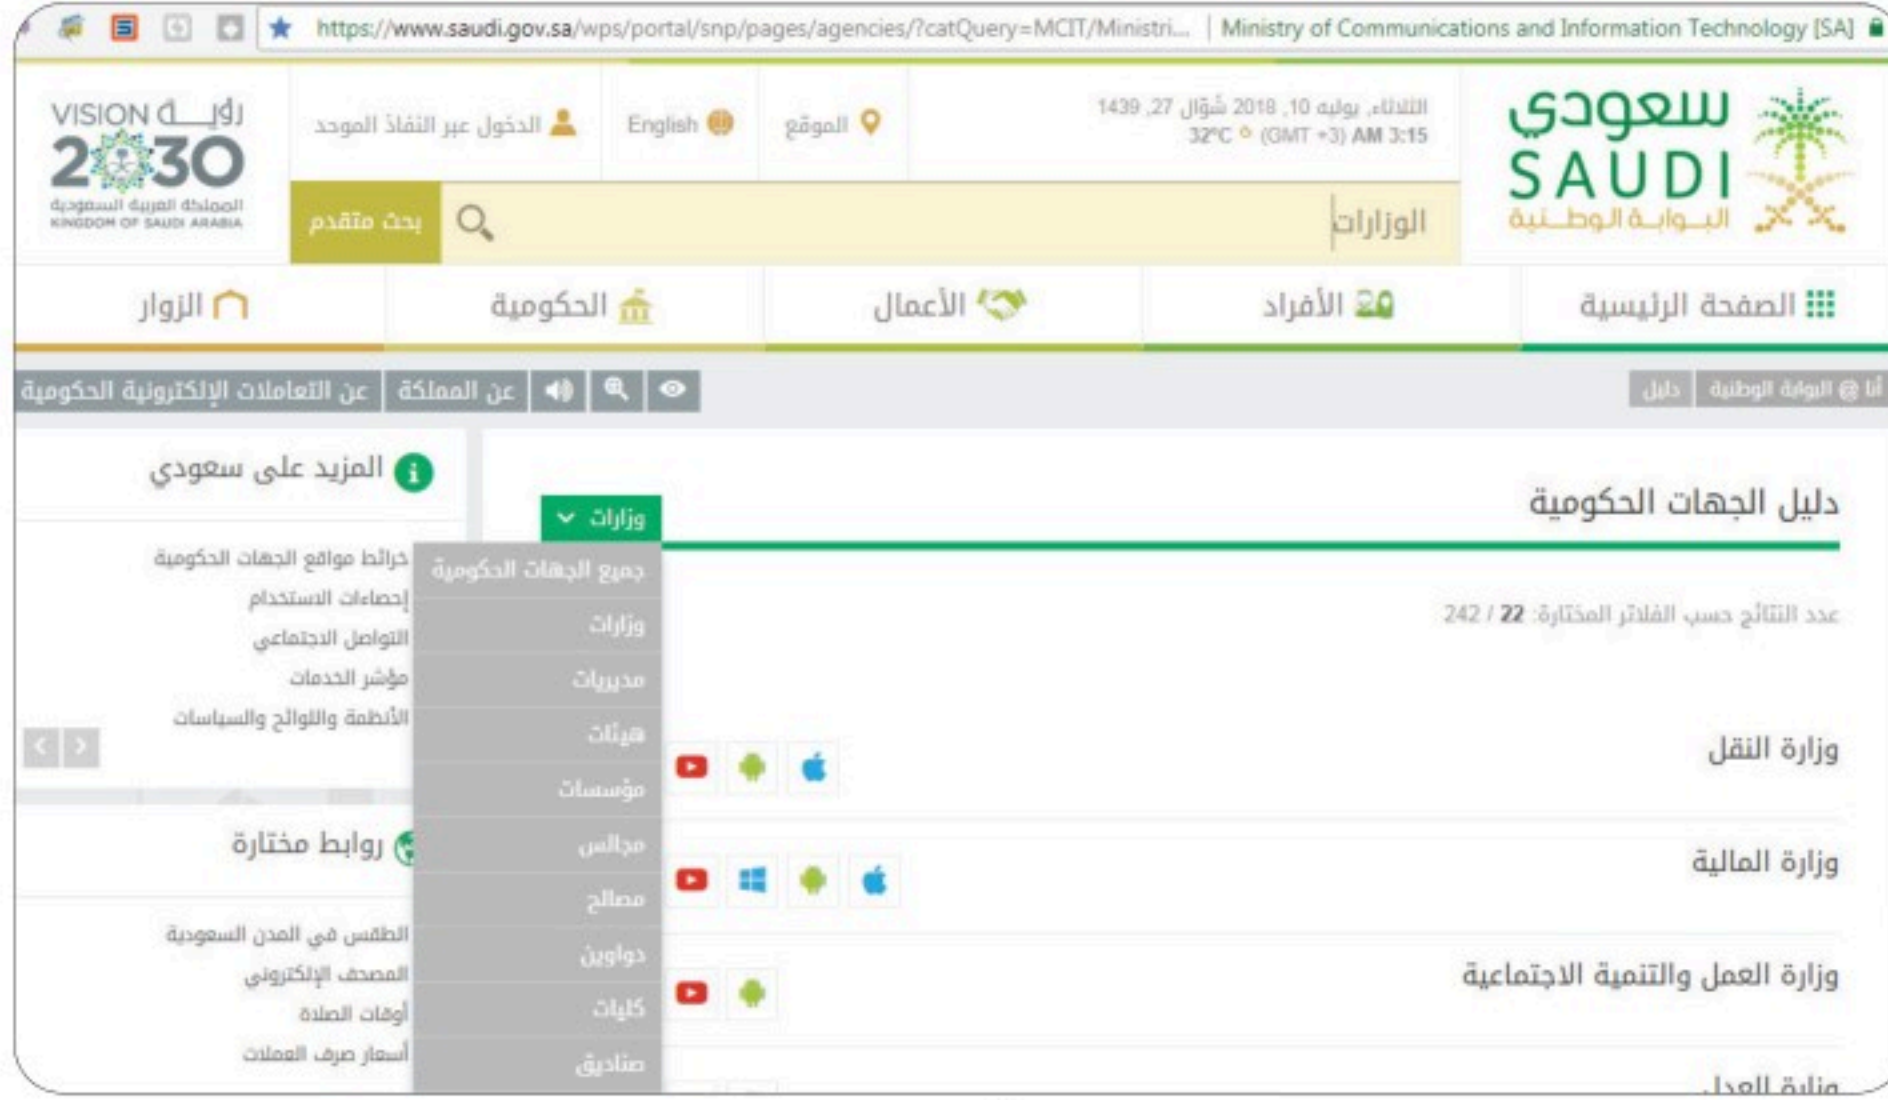 https://www.saudi.gov.sa/wps/portal/snp/pages/agencies/?catQuery=MCIT/Ministri... | Ministry of Communications and Information Technology [SA]
سعودي
SAUDI
البـــوابــة الوطــنية
الثلاثاء, يوليه 10, 2018 شوّال 27, 1439
32°C (GMT +3) AM 3:15
الموقع
English
الدخول عبر النفاذ الموحد
VISION رؤيــــة
2030
المملكة العربية السعودية
KINGDOM OF SAUDI ARABIA
الوزارات
بحث متقدم
الصفحة الرئيسية
الأفراد
الأعمال
الحكومية
الزوار
أنا @ البوابة الوطنية
دليل
عن المملكة
عن التعاملات الإلكترونية الحكومية
دليل الجهات الحكومية
وزارات
عدد النتائج حسب الفلاتر المختارة: 22 / 242
وزارة النقل
وزارة المالية
وزارة العمل والتنمية الاجتماعية
وزارة العدل
جميع الجهات الحكومية
وزارات
مديريات
هيئات
مؤسسات
مجالس
مصالح
دواوين
كليات
صناديق
المزيد على سعودي
خرائط مواقع الجهات الحكومية
إحصاءات الاستخدام
التواصل الاجتماعي
مؤشر الخدمات
الأنظمة واللوائح والسياسات
روابط مختارة
الطقس في المدن السعودية
المصحف الإلكتروني
أوقات الصلاة
أسعار صرف العملات